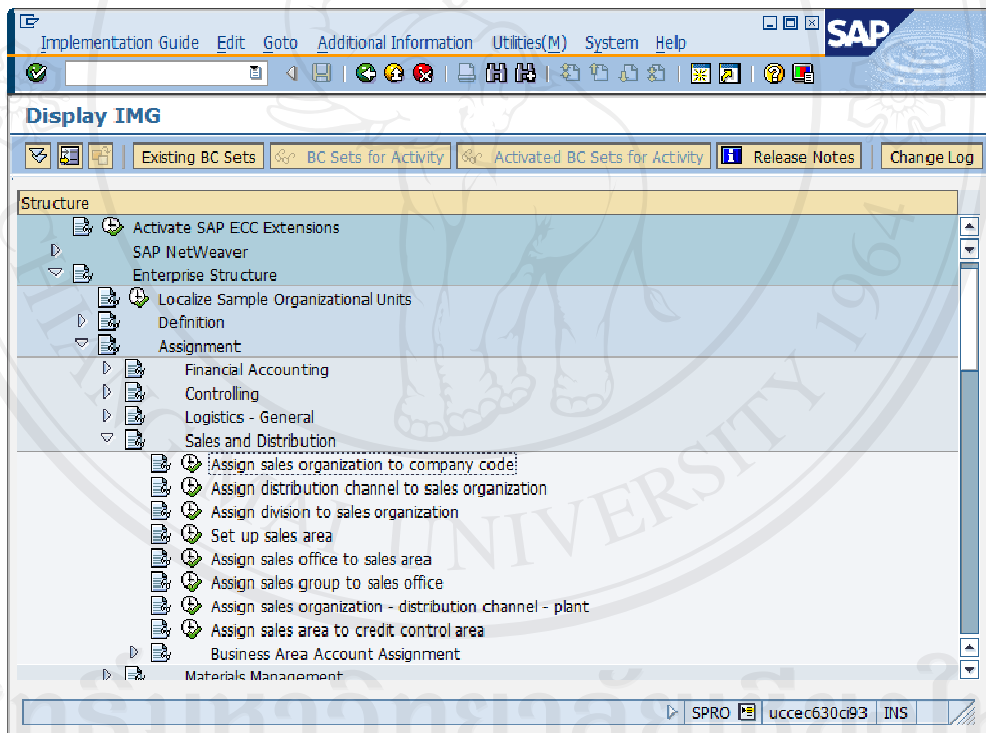 Implementation Guide Edit Goto Additional Information Utilities(M) System Help
SAP
Display IMG
Existing BC Sets BC Sets for Activity Activated BC Sets for Activity Release Notes Change Log
Structure
Activate SAP ECC Extensions
SAP NetWeaver
Enterprise Structure
Localize Sample Organizational Units
Definition
Assignment
Financial Accounting
Controlling
Logistics - General
Sales and Distribution
Assign sales organization to company code
Assign distribution channel to sales organization
Assign division to sales organization
Set up sales area
Assign sales office to sales area
Assign sales group to sales office
Assign sales organization - distribution channel - plant
Assign sales area to credit control area
Business Area Account Assignment
Materials Management
SPRO uccec630ci93 INS
CHIANG MAI UNIVERSITY 1964